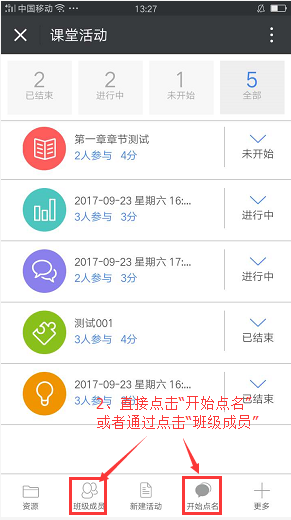 中国移动 ... 13:27
课堂活动
2 2 1 5
已结束 进行中 未开始 全部
第一章章节测试
2人参与 4分
未开始
2017-09-23 星期六 16:...
3人参与 3分
进行中
2017-09-23 星期六 17:...
2人参与 3分
进行中
测试001
3人参与 4分
已结束
2017-09-23 星期六 16:...
3人参与 3分
已结束
2、直接点击“开始点名
或者通过点击“班级成员”
资源 班级成员 新建活动 开始点名 更多